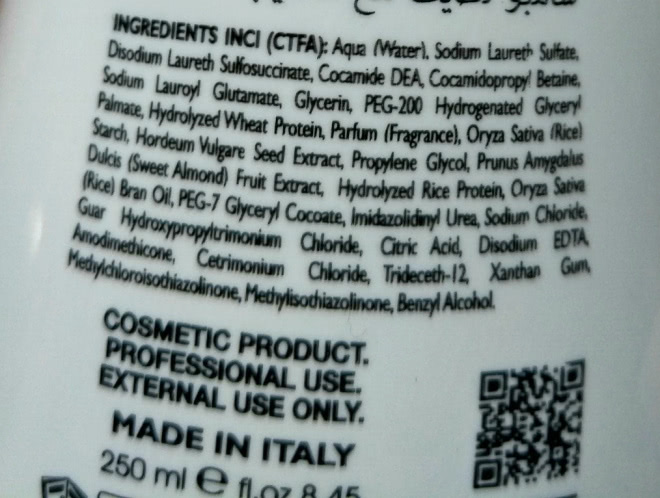 INGREDIENTS INCI (CTFA): Aqua (Water), Sodium Laureth Sulfate,
Disodium Laureth Sulfosuccinate, Cocamide DEA, Cocamidopropyl Betaine,
Sodium Lauroyl Glutamate, Glycerin, PEG-200 Hydrogenated Glyceryl
Palmate, Hydrolyzed Wheat Protein, Parfum (Fragrance), Oryza Sativa (Rice)
Starch, Hordeum Vulgare Seed Extract, Propylene Glycol, Prunus Amygdalus
Dulcis (Sweet Almond) Fruit Extract, Hydrolyzed Rice Protein, Oryza Sativa
(Rice) Bran Oil, PEG-7 Glyceryl Cocoate, Imidazolidinyl Urea, Sodium Chloride,
Guar Hydroxypropyltrimonium Chloride, Citric Acid, Disodium EDTA,
Amodimethicone, Cetrimonium Chloride, Trideceth-12, Xanthan Gum,
Methylchloroisothiazolinone, Methylisothiazolinone, Benzyl Alcohol.
COSMETIC PRODUCT.
PROFESSIONAL USE.
EXTERNAL USE ONLY.
MADE IN ITALY
250 ml e fl.oz 8.45